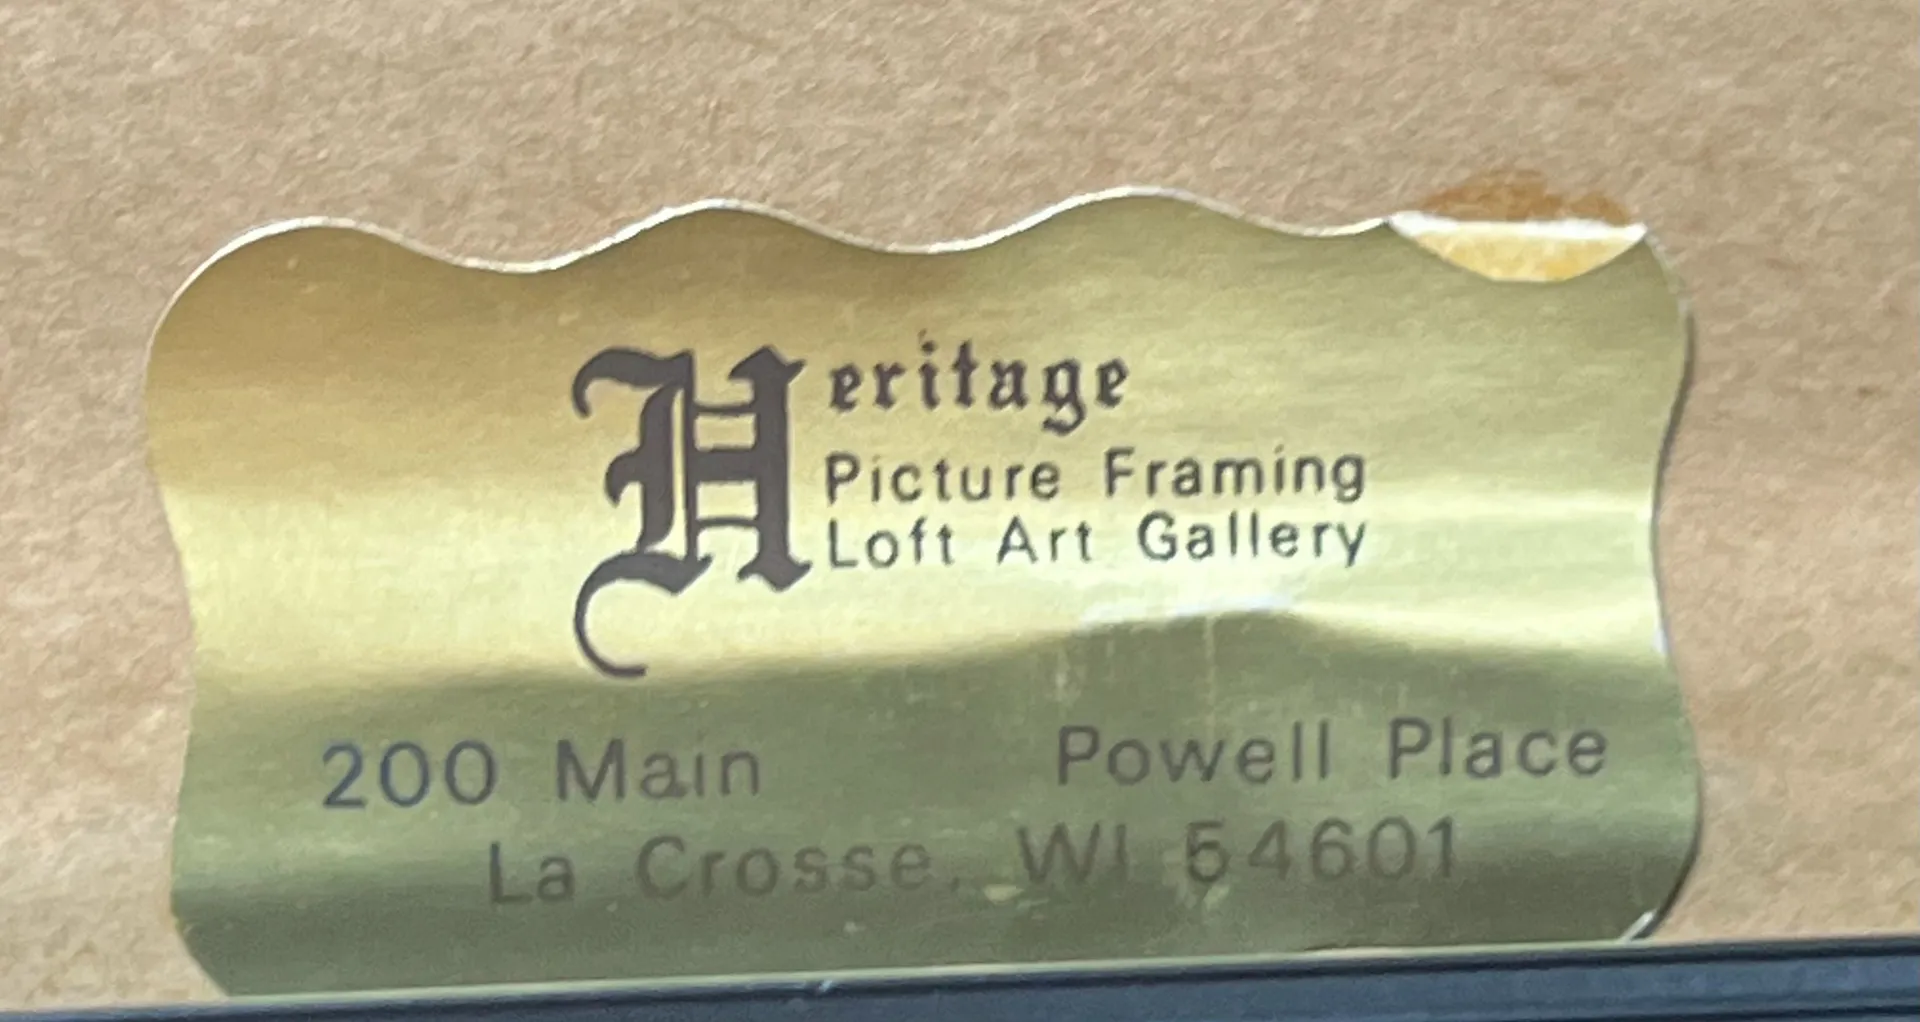 Heritage
Picture Framing
Loft Art Gallery
200 Main Powell Place
La Crosse, WI 54601